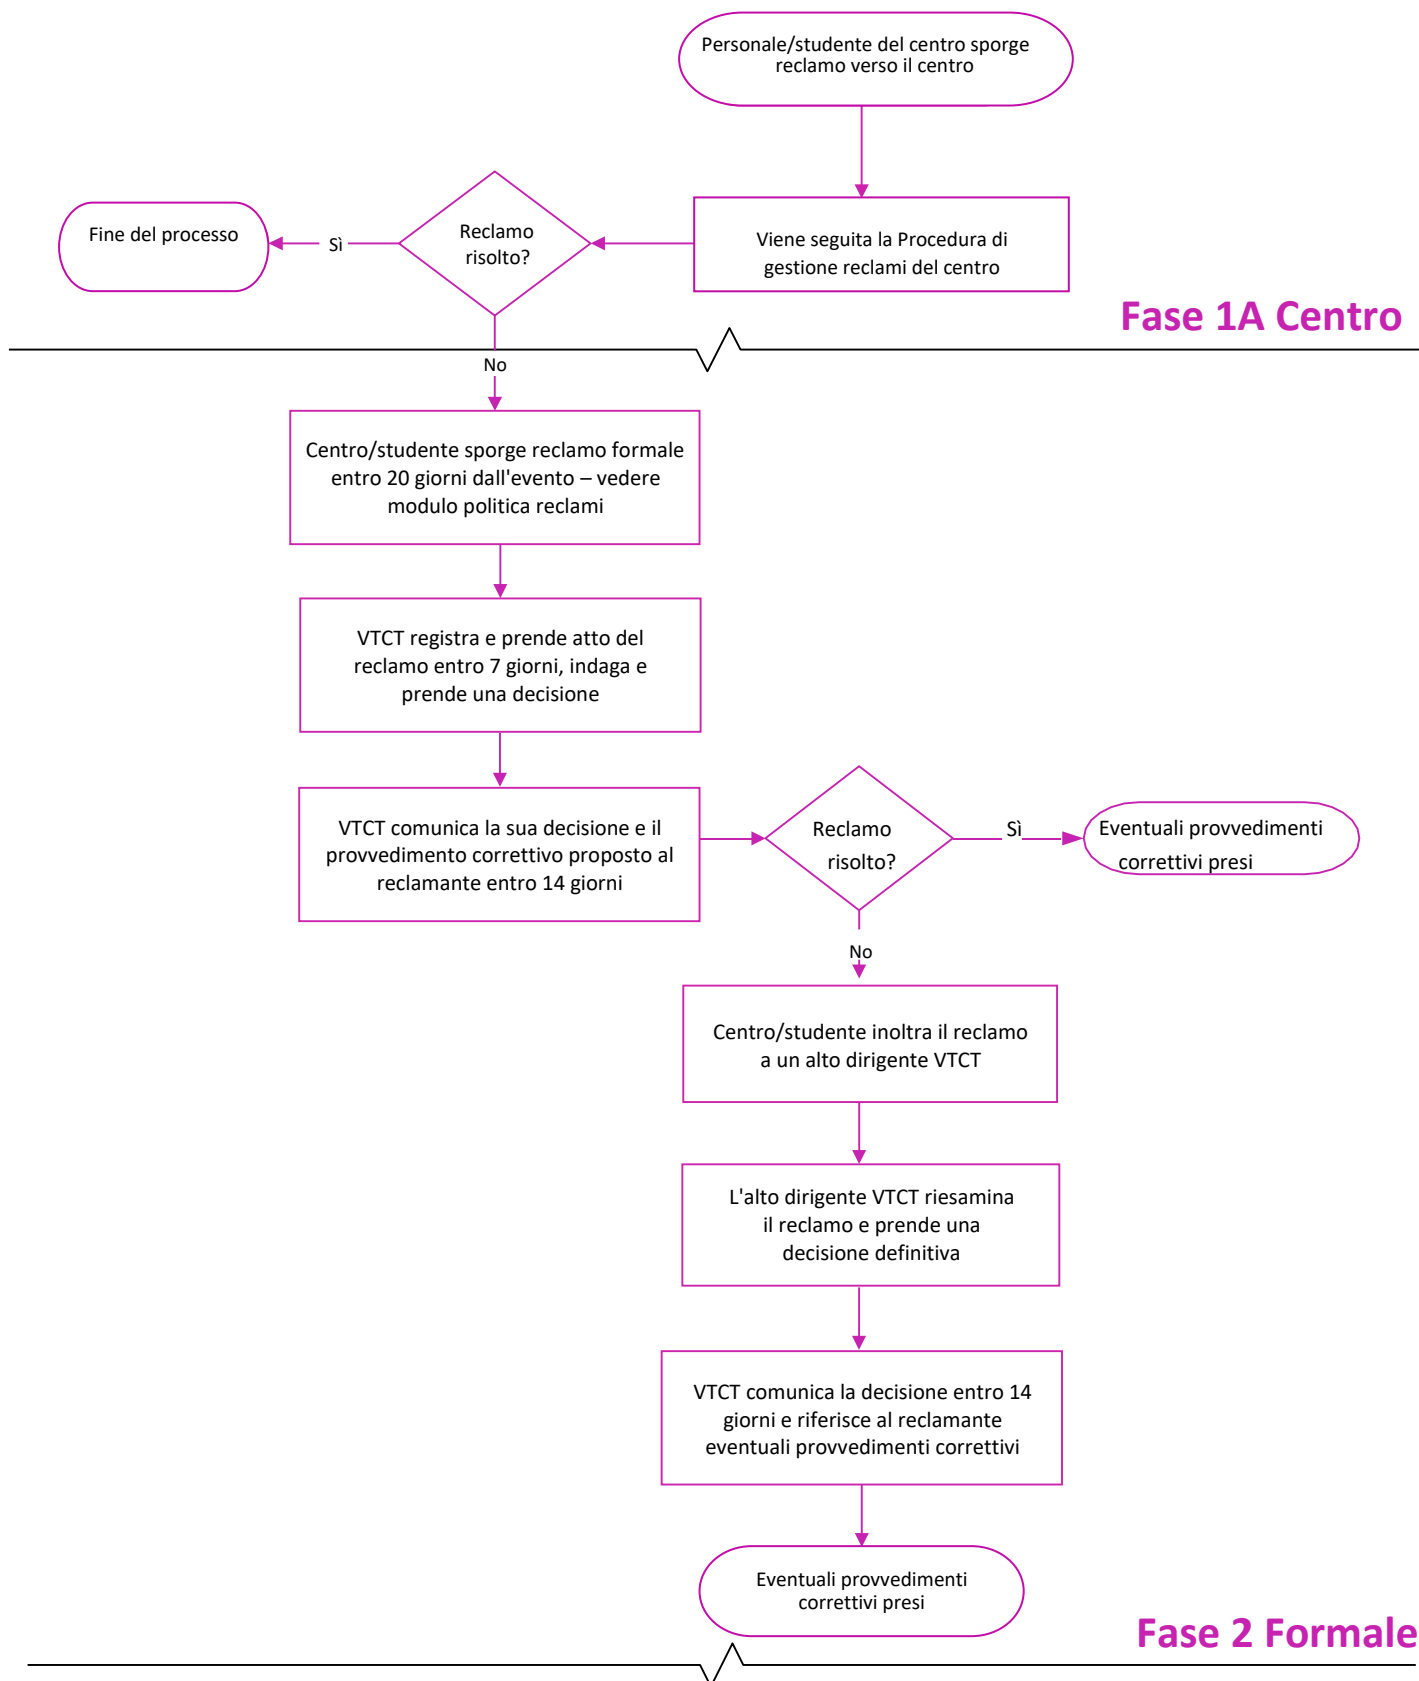 Personale/studente del centro sporge
reclamo verso il centro
Viene seguita la Procedura di
gestione reclami del centro
Reclamo
risolto?
Sì
Fine del processo
Fase 1A Centro
No
Centro/studente sporge reclamo formale
entro 20 giorni dall'evento – vedere
modulo politica reclami
VTCT registra e prende atto del
reclamo entro 7 giorni, indaga e
prende una decisione
VTCT comunica la sua decisione e il
provvedimento correttivo proposto al
reclamante entro 14 giorni
Reclamo
risolto?
Sì
Eventuali provvedimenti
correttivi presi
No
Centro/studente inoltra il reclamo
a un alto dirigente VTCT
L'alto dirigente VTCT riesamina
il reclamo e prende una
decisione definitiva
VTCT comunica la decisione entro 14
giorni e riferisce al reclamante
eventuali provvedimenti correttivi
Eventuali provvedimenti
correttivi presi
Fase 2 Formale